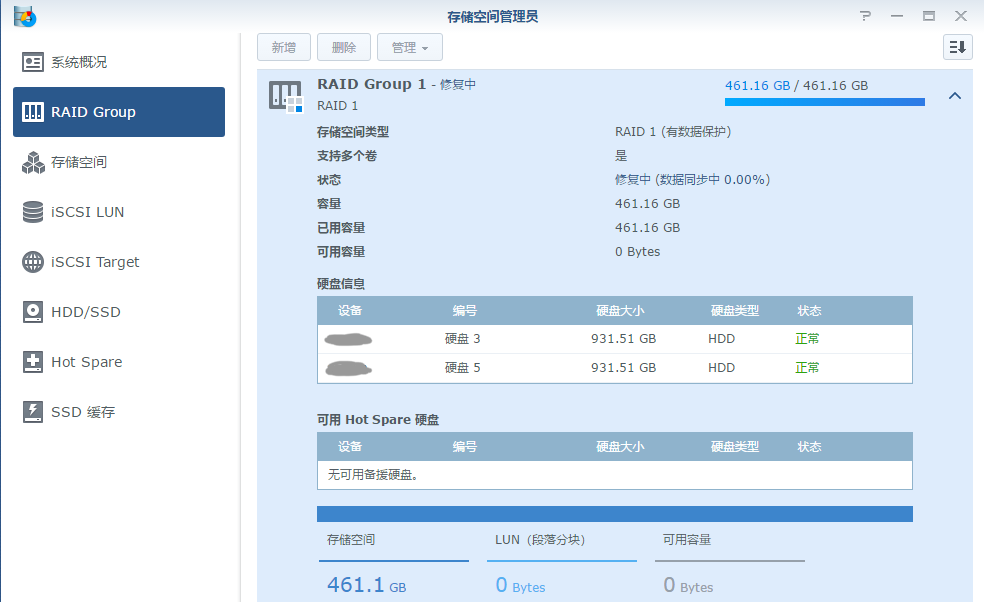 存储空间管理员
系统概况
RAID Group
存储空间
iSCSI LUN
iSCSI Target
HDD/SSD
Hot Spare
SSD 缓存
新增 删除 管理
RAID Group 1 - 修复中 461.16 GB / 461.16 GB
RAID 1
存储空间类型 RAID 1 (有数据保护)
支持多个卷 是
状态 修复中 (数据同步中 0.00%)
容量 461.16 GB
已用容量 461.16 GB
可用容量 0 Bytes
硬盘信息
设备 编号 硬盘大小 硬盘类型 状态
硬盘 3 931.51 GB HDD 正常
硬盘 5 931.51 GB HDD 正常
可用 Hot Spare 硬盘
设备 编号 硬盘大小 硬盘类型 状态
无可用备援硬盘。
存储空间 LUN（段落分块） 可用容量
461.1 GB 0 Bytes 0 Bytes